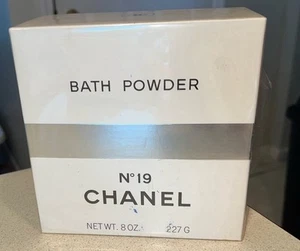 BATH POWDER
N°19
CHANEL
NET WT. 8 OZ. 227 G